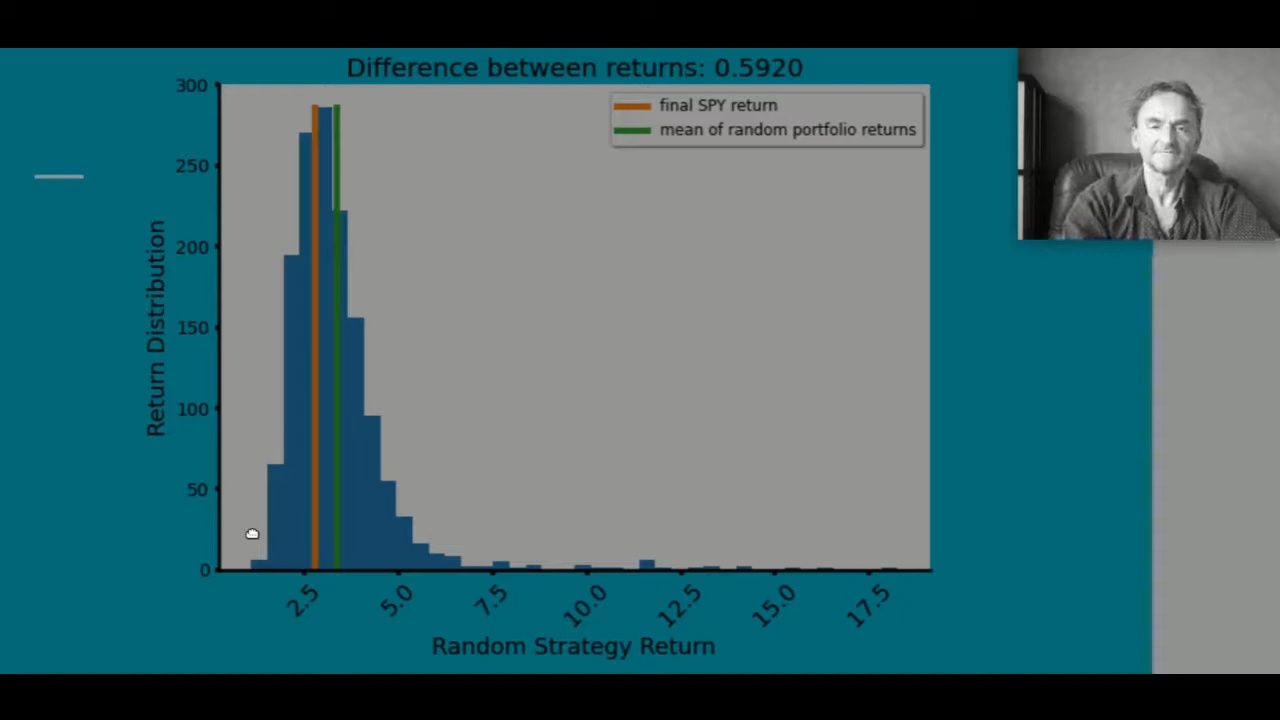 Difference between returns: 0.5920
final SPY return
mean of random portfolio returns
Return Distribution
300
250
200
150
100
50
0
2.5
5.0
7.5
10.0
12.5
15.0
17.5
Random Strategy Return